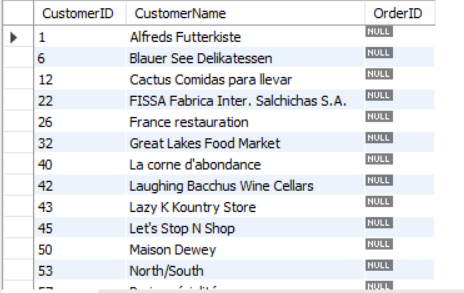 CustomerID CustomerName OrderID
1 Alfreds Futterkiste NULL
6 Blauer See Delikatessen NULL
12 Cactus Comidas para llevar NULL
22 FISSA Fabrica Inter. Salchichas S.A. NULL
26 France restauration NULL
32 Great Lakes Food Market NULL
40 La corne d'abondance NULL
42 Laughing Bacchus Wine Cellars NULL
43 Lazy K Kountry Store NULL
45 Let's Stop N Shop NULL
50 Maison Dewey NULL
53 North/South NULL
NULL